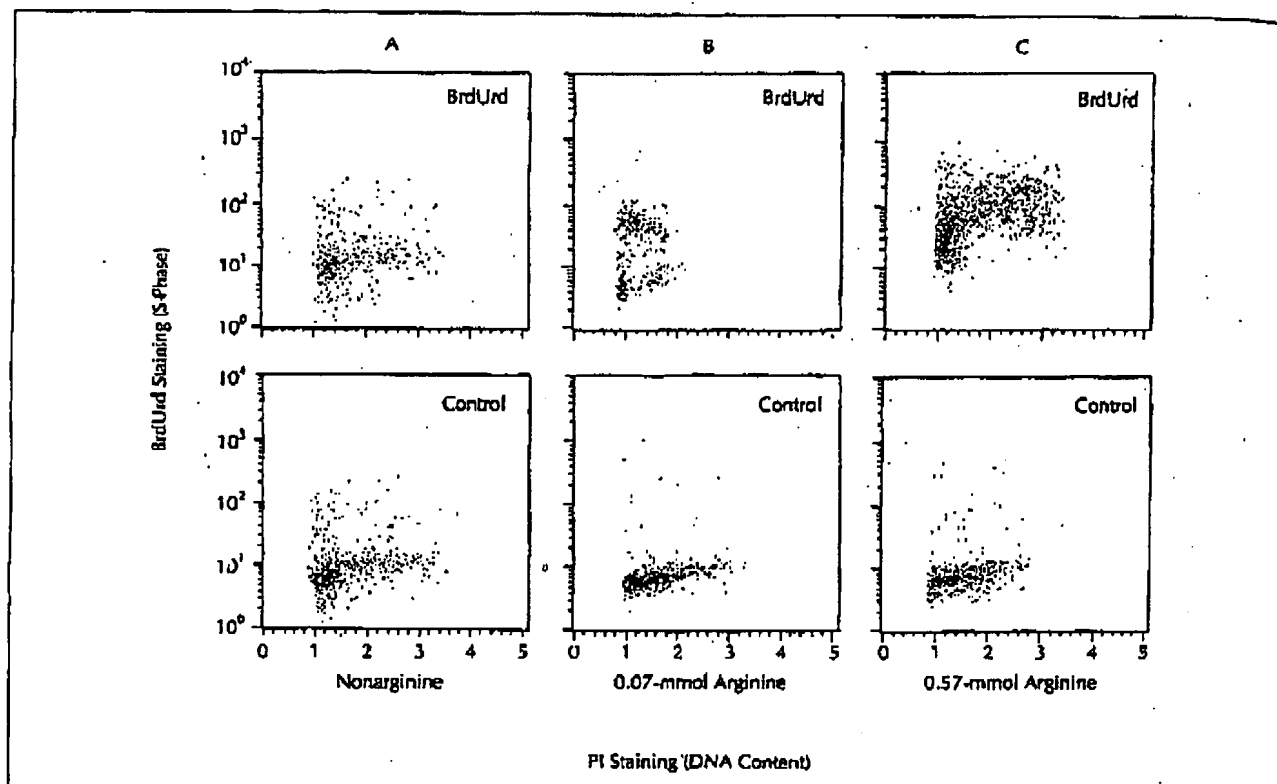 A B C
BrdUrd BrdUrd BrdUrd
10⁴
10³
10²
10¹
10⁰
BrdUrd Staining (S-Phase)
Control Control Control
10⁴
10³
10²
10¹
10⁰
0 1 2 3 4 5 0 1 2 3 4 5 0 1 2 3 4 5
Nonarginine 0.07-mmol Arginine 0.57-mmol Arginine
PI Staining (DNA Content)